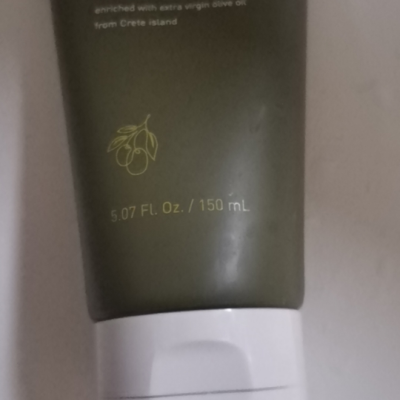 enriched with extra virgin olive oil
from Crete island
5.07 Fl. Oz. / 150 mL